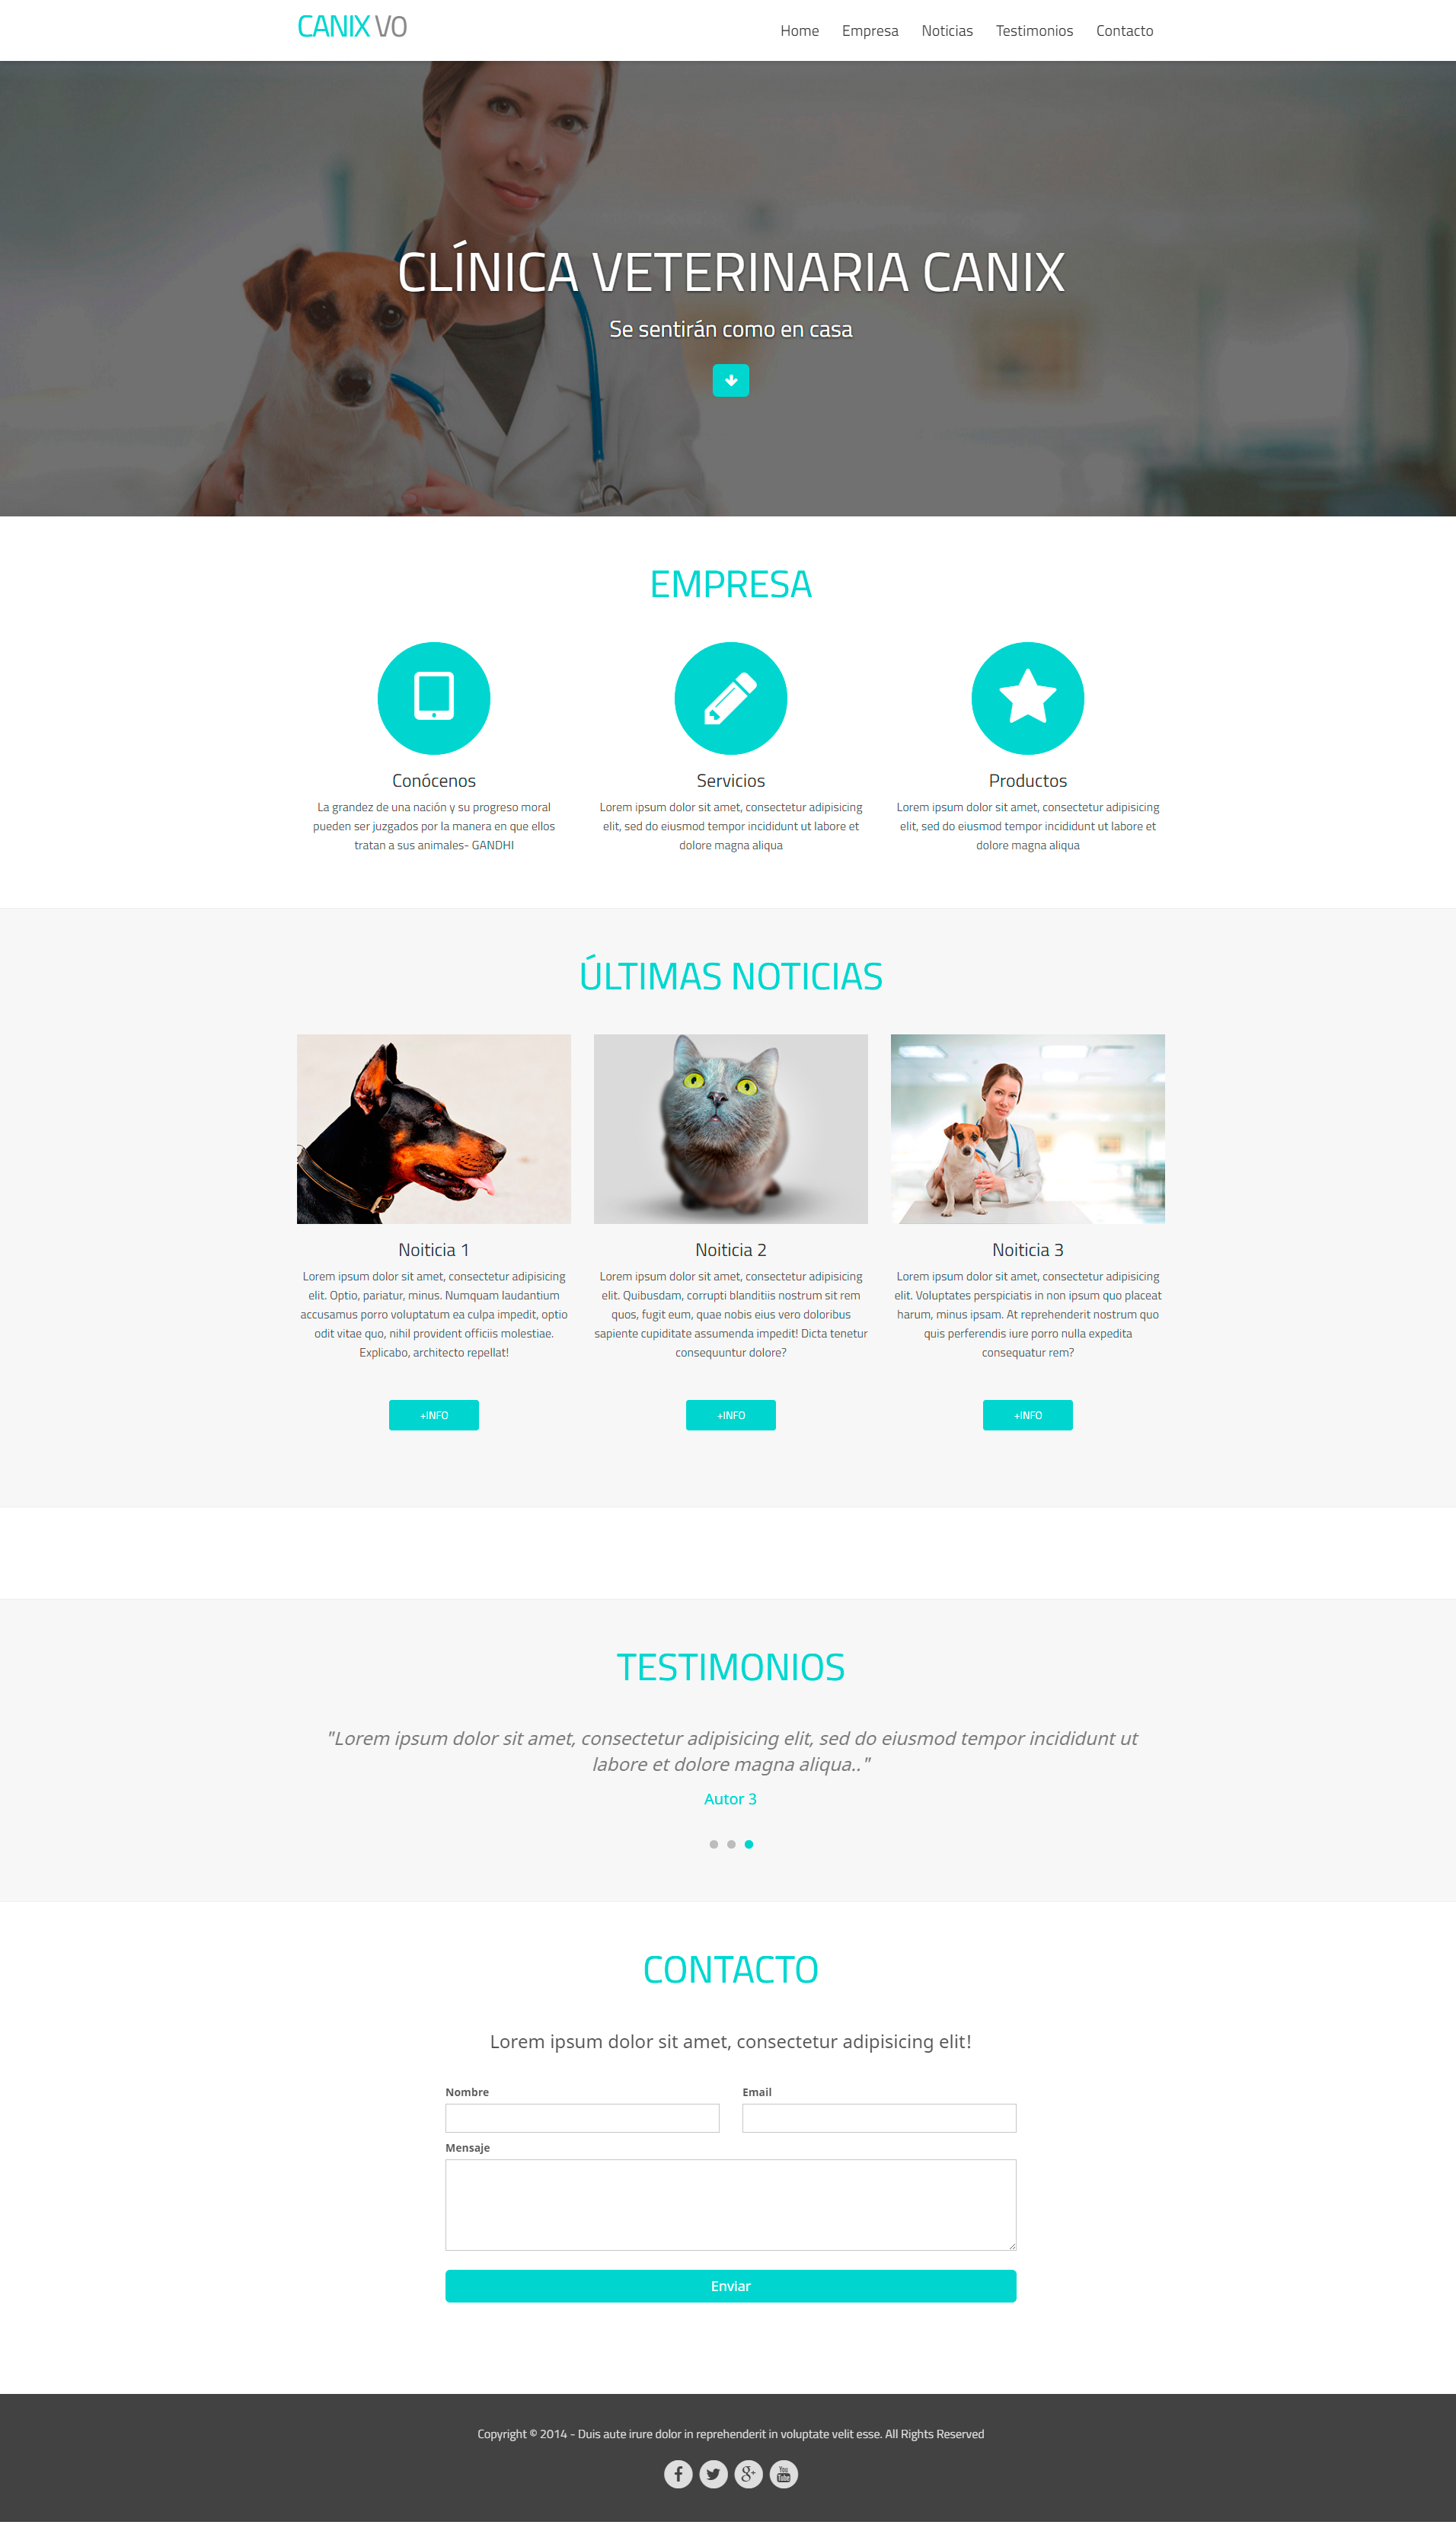 CANIX VO
Home Empresa Noticias Testimonios Contacto
CLÍNICA VETERINARIA CANIX
Se sentirán como en casa
EMPRESA
Conócenos
La grandez de una nación y su progreso moral
pueden ser juzgados por la manera en que ellos
tratan a sus animales- GANDHI
Servicios
Lorem ipsum dolor sit amet, consectetur adipisicing
elit, sed do eiusmod tempor incididunt ut labore et
dolore magna aliqua
Productos
Lorem ipsum dolor sit amet, consectetur adipisicing
elit, sed do eiusmod tempor incididunt ut labore et
dolore magna aliqua
ÚLTIMAS NOTICIAS
Noiticia 1
Lorem ipsum dolor sit amet, consectetur adipisicing
elit. Optio, pariatur, minus. Numquam laudantium
accusamus porro voluptatum ea culpa impedit, optio
odit vitae quo, nihil provident officiis molestiae.
Explicabo, architecto repellat!
+INFO
Noiticia 2
Lorem ipsum dolor sit amet, consectetur adipisicing
elit. Quibusdam, corrupti blanditiis nostrum sit rem
quos, fugit eum, quae nobis eius vero doloribus
sapiente cupiditate assumenda impedit! Dicta tenetur
consequuntur dolore?
+INFO
Noiticia 3
Lorem ipsum dolor sit amet, consectetur adipisicing
elit. Voluptates perspiciatis in non ipsum quo placeat
harum, minus ipsam. At reprehenderit nostrum quo
quis perferendis iure porro nulla expedita
consequatur rem?
+INFO
TESTIMONIOS
"Lorem ipsum dolor sit amet, consectetur adipisicing elit, sed do eiusmod tempor incididunt ut
labore et dolore magna aliqua.."
Autor 3
CONTACTO
Lorem ipsum dolor sit amet, consectetur adipisicing elit!
Nombre
Email
Mensaje
Enviar
Copyright © 2014 - Duis aute irure dolor in reprehenderit in voluptate velit esse. All Rights Reserved
You
Tube